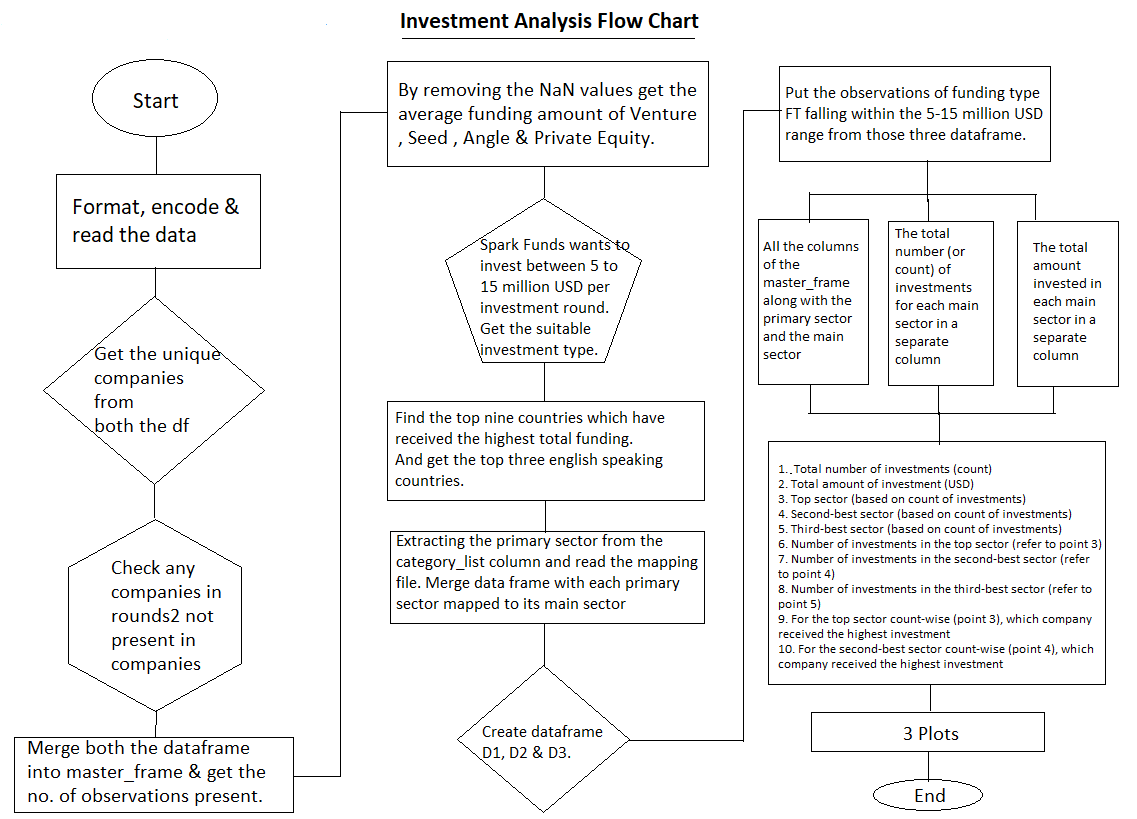 Investment Analysis Flow Chart
Start
Format, encode &
read the data
Get the unique
companies
from
both the df
Check any
companies in
rounds2 not
present in
companies
Merge both the dataframe
into master_frame & get the
no. of observations present.
By removing the NaN values get the
average funding amount of Venture
, Seed , Angle & Private Equity.
Spark Funds wants to
invest between 5 to
15 million USD per
investment round.
Get the suitable
investment type.
Find the top nine countries which have
received the highest total funding.
And get the top three english speaking
countries.
Extracting the primary sector from the
category_list column and read the mapping
file. Merge data frame with each primary
sector mapped to its main sector
Create dataframe
D1, D2 & D3.
Put the observations of funding type
FT falling within the 5-15 million USD
range from those three dataframe.
All the columns
of the
master_frame
along with the
primary sector
and the main
sector
The total
number (or
count) of
investments
for each main
sector in a
separate
column
The total
amount
invested in
each main
sector in a
separate
column
1. . Total number of investments (count)
2. Total amount of investment (USD)
3. Top sector (based on count of investments)
4. Second-best sector (based on count of investments)
5. Third-best sector (based on count of investments)
6. Number of investments in the top sector (refer to point 3)
7. Number of investments in the second-best sector (refer
to point 4)
8. Number of investments in the third-best sector (refer to
point 5)
9. For the top sector count-wise (point 3), which company
received the highest investment
10. For the second-best sector count-wise (point 4), which
company received the highest investment
3 Plots
End